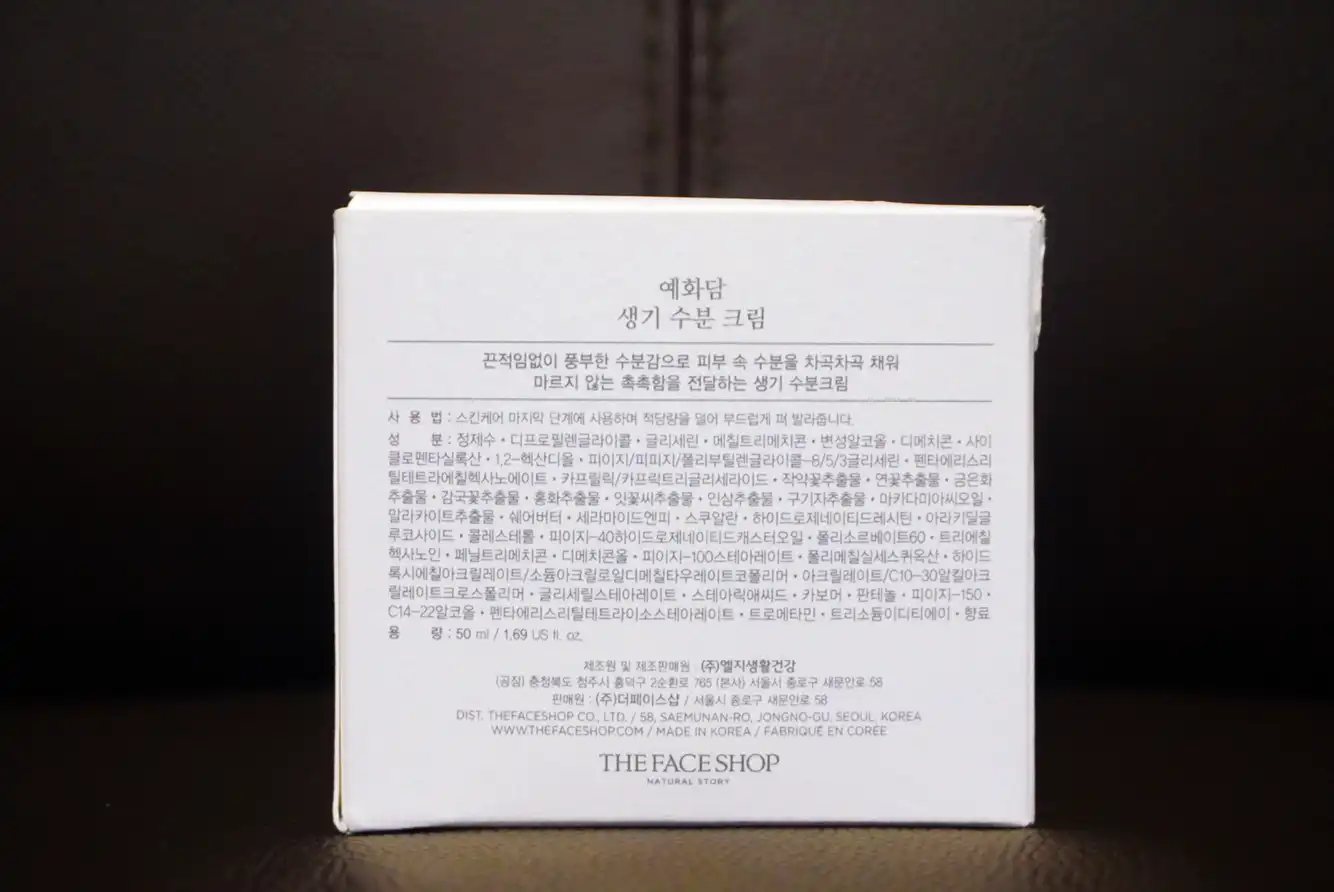 예화담
생기 수분 크림
끈적임없이 풍부한 수분감으로 피부 속 수분을 차곡차곡 채워
마르지 않는 촉촉함을 전달하는 생기 수분크림
사 용 법 : 스킨케어 마지막 단계에 사용하며 적당량을 덜어 부드럽게 펴 발라줍니다.
성 분 : 정제수 • 디프로필렌글라이콜 • 글리세린 • 메칠트리메치콘 • 변성알코올 • 디메치콘 • 사이
클로펜타실록산 • 1,2-헥산디올 • 피이지/피피지/폴리부틸렌글라이콜-8/5/3글리세린 • 펜타에리스리
틸테트라에칠헥사노에이트 • 카프릴릭/카프릭트리글리세라이드 • 작약꽃추출물 • 연꽃추출물 • 금은화
추출물 • 감국꽃추출물 • 홍화추출물 • 잇꽃씨추출물 • 인삼추출물 • 구기자추출물 • 마카다미아씨오일 •
말라카이트추출물 • 쉐어버터 • 세라마이드엔피 • 스쿠알란 • 하이드로제네이티드레시틴 • 아라키딜글
루코사이드 • 콜레스테롤 • 피이지-40하이드로제네이티드캐스터오일 • 폴리소르베이트60 • 트리에칠
헥사노인 • 페닐트리메치콘 • 디메치콘올 • 피이지-100스테아레이트 • 폴리메칠실세스퀴옥산 • 하이드
록시에칠아크릴레이트/소듐아크릴로일디메칠타우레이트코폴리머 • 아크릴레이트/C10-30알킬아크
릴레이트크로스폴리머 • 글리세릴스테아레이트 • 스테아릭애씨드 • 카보머 • 판테놀 • 피이지-150 •
C14-22알코올 • 펜타에리스리틸테트라이소스테아레이트 • 트로메타민 • 트리소듐이디티에이 • 향료
용 량 : 50 ml / 1.69 US fl. oz.
제조원 및 제조판매원 : (주)엘지생활건강
(공장) 충청북도 청주시 흥덕구 2순환로 765 (본사) 서울시 종로구 새문안로 58
판매원 : (주)더페이스샵 / 서울시 종로구 새문안로 58
DIST. THEFACESHOP CO., LTD. / 58, SAEMUNAN-RO, JONGNO-GU, SEOUL, KOREA
WWW.THEFACESHOP.COM / MADE IN KOREA / FABRIQUÉ EN CORÉE
THE FACE SHOP
NATURAL STORY